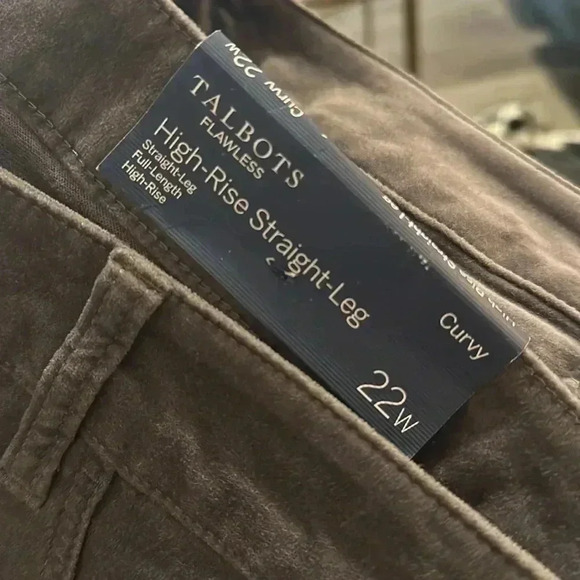 Curvy 22W
TALBOTS
FLAWLESS
High-Rise Straight-Leg
Straight-Leg
Full-Length
High-Rise
Curvy
22W